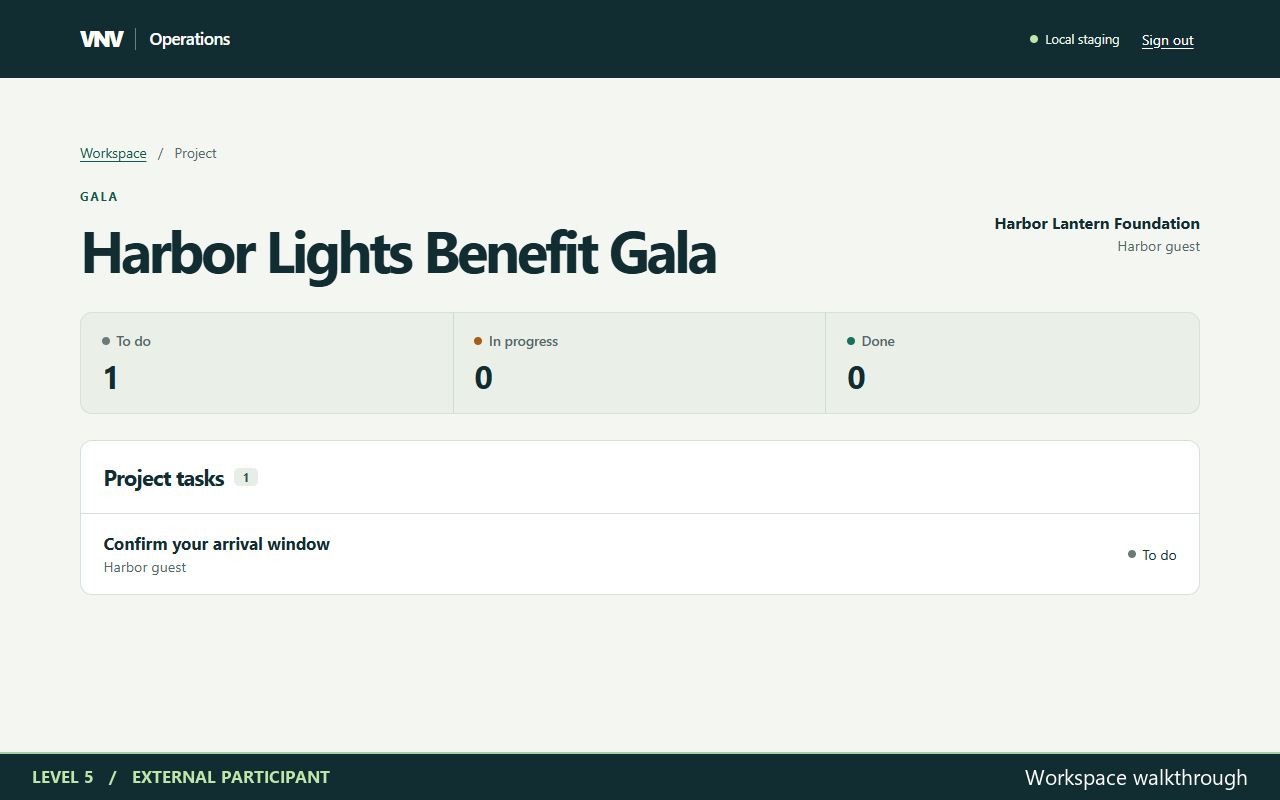 VNV Operations
Local staging Sign out
Workspace / Project
GALA
Harbor Lights Benefit Gala
Harbor Lantern Foundation
Harbor guest
To do
1
In progress
0
Done
0
Project tasks 1
Confirm your arrival window
Harbor guest
To do
LEVEL 5 / EXTERNAL PARTICIPANT
Workspace walkthrough